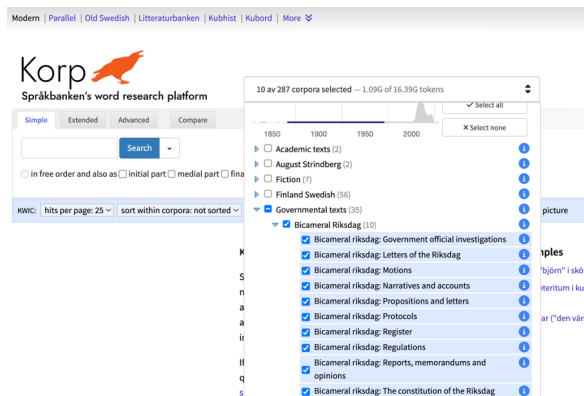 Modern | Parallel | Old Swedish | Litteraturbanken | Kubhist | Kubord | More
Korp
Språkbanken's word research platform
10 av 287 corpora selected — 1.09G of 16.39G tokens
Simple Extended Advanced Compare
Select all
1850 1900 1950 2000
Select none
Search
Academic texts (2)
August Strindberg (2)
in free order and also as initial part medial part fina
Fiction (7)
Finland Swedish (56)
KWIC: hits per page: 25 sort within corpora: not sorted
Governmental texts (35)
picture
Bicameral Riksdag (10)
Bicameral riksdag: Government official investigations
Bicameral riksdag: Letters of the Riksdag
Bicameral riksdag: Motions
"björn" i skö
Bicameral riksdag: Narratives and accounts
Bicameral riksdag: Propositions and letters
Bicameral riksdag: Protocols
ar ("den vän
Bicameral riksdag: Register
Bicameral riksdag: Regulations
Bicameral riksdag: Reports, memorandums and
opinions
Bicameral riksdag: The constitution of the Riksdag